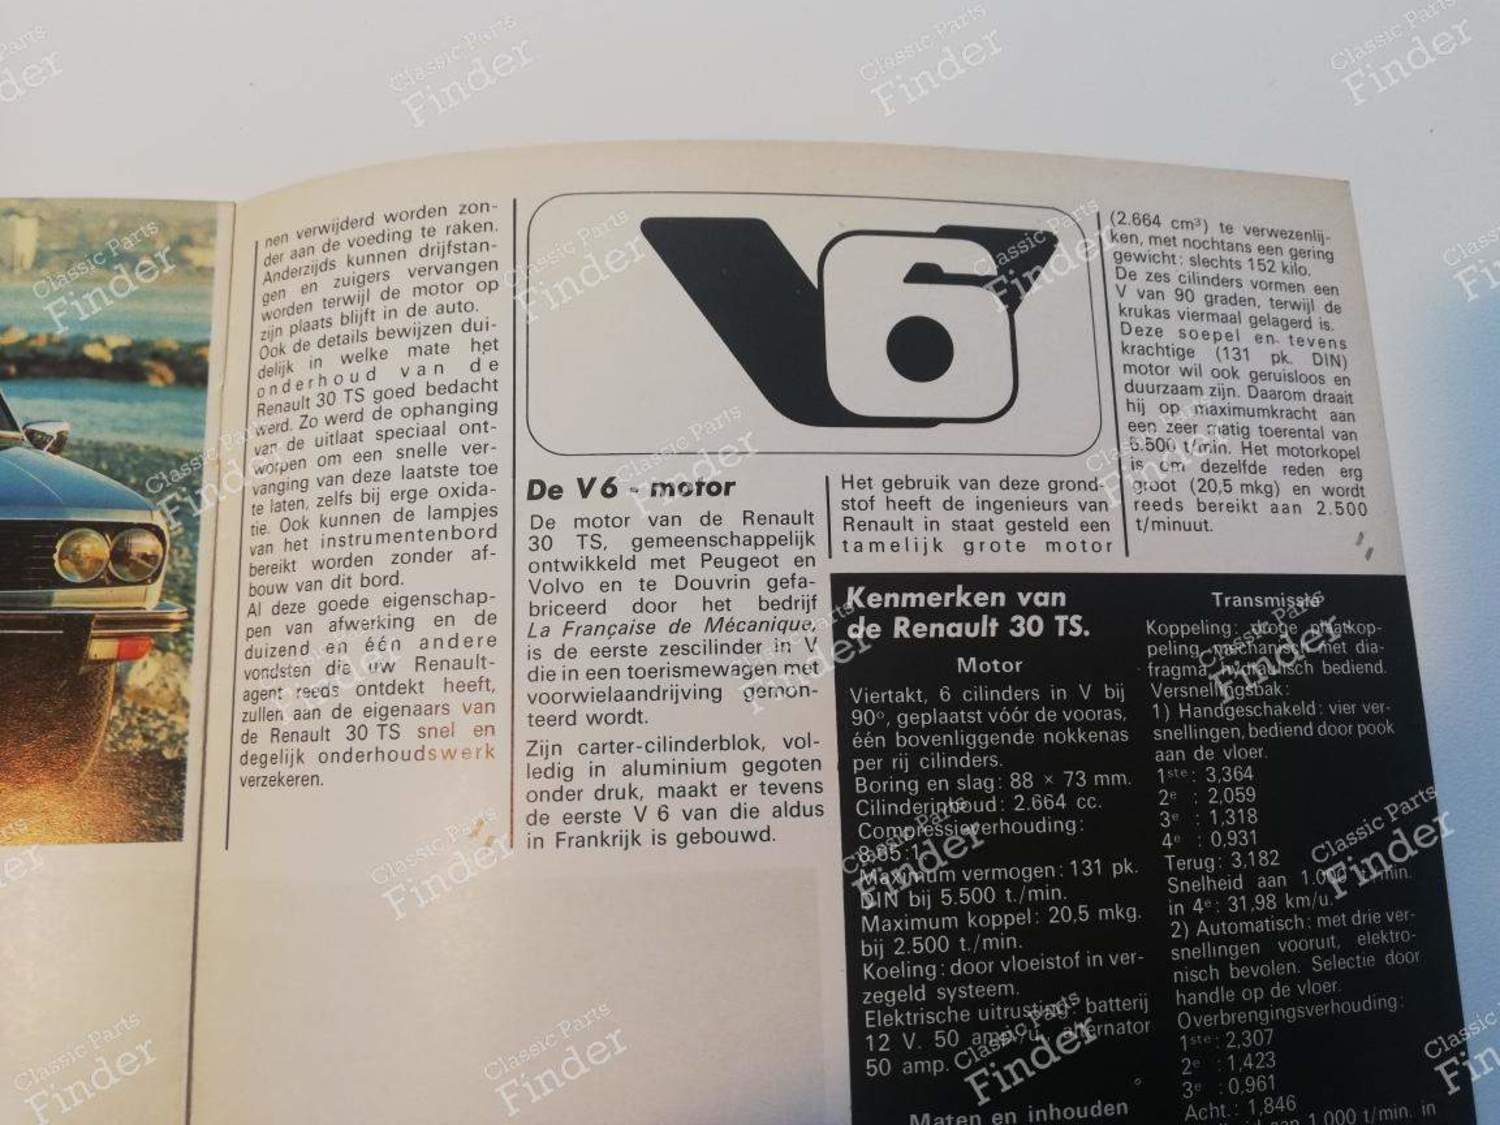 nen verwijderd worden zon-
der aan de voeding te raken.
Anderzijds kunnen drijfstan-
gen en zuigers vervangen
worden terwijl de motor op
zijn plaats blijft in de auto.
Ook de details bewijzen dui-
delijk in welke mate het
onderhoud van de
Renault 30 TS goed bedacht
werd. Zo werd de ophanging
van de uitlaat speciaal ont-
worpen om een snelle ver-
vanging van deze laatste toe
te laten, zelfs bij erge oxida-
tie. Ook kunnen de lampjes
van het instrumentenbord
bereikt worden zonder af-
bouw van dit bord.
Al deze goede eigenschap-
pen van afwerking en de
duizend en één andere
vondsten die uw Renault-
agent reeds ontdekt heeft,
zullen aan de eigenaars van
de Renault 30 TS snel en
degelijk onderhoudswerk
verzekeren.
V6
De V6 - motor
De motor van de Renault
30 TS, gemeenschappelijk
ontwikkeld met Peugeot en
Volvo en te Douvrin gefa-
briceerd door het bedrijf
La Française de Mécanique,
is de eerste zescilinder in V
die in een toerismewagen met
voorwielaandrijving gemon-
teerd wordt.
Zijn carter-cilinderblok, vol-
ledig in aluminium gegoten
onder druk, maakt er tevens
de eerste V 6 van die aldus
in Frankrijk is gebouwd.
Het gebruik van deze grond-
stof heeft de ingenieurs van
Renault in staat gesteld een
tamelijk grote motor
(2.664 cm³) te verwezenlij-
ken, met nochtans een gering
gewicht: slechts 152 kilo.
De zes cilinders vormen een
V van 90 graden, terwijl de
krukas viermaal gelagerd is.
Deze soepel en tevens
krachtige (131 pk. DIN)
motor wil ook geruisloos en
duurzaam zijn. Daarom draait
hij op maximumkracht aan
een zeer matig toerental van
5.500 t/min. Het motorkopel
is om dezelfde reden erg
groot (20,5 mkg) en wordt
reeds bereikt aan 2.500
t/minuut.
Kenmerken van
de Renault 30 TS.
Motor
Viertakt, 6 cilinders in V bij
90°, geplaatst vóór de vooras,
één bovenliggende nokkenas
per rij cilinders.
Boring en slag: 88 × 73 mm.
Cilinderinhoud: 2.664 cc.
Compressieverhouding:
8,65:1
Maximum vermogen: 131 pk.
DIN bij 5.500 t./min.
Maximum koppel: 20,5 mkg.
bij 2.500 t./min.
Koeling: door vloeistof in ver-
zegeld systeem.
Elektrische uitrusting: batterij
12 V. 50 amp./u, alternator
50 amp.
Maten en inhouden
Transmissie
Koppeling: droge plaatkop-
peling, mechanisch met dia-
fragma, hydraulisch bediend.
Versnellingsbak:
1) Handgeschakeld: vier ver-
snellingen, bediend door pook
aan de vloer.
1ste: 3,364
2e : 2,059
3e : 1,318
4e : 0,931
Terug: 3,182
Snelheid aan 1.000 t./min.
in 4e: 31,98 km/u.
2) Automatisch: met drie ver-
snellingen vooruit, elektro-
nisch bevolen. Selectie door
handle op de vloer.
Overbrengingsverhouding:
1ste: 2,307
2e : 1,423
3e : 0,961
Acht.: 1,846
aan 1.000 t/min. in
Classic Parts
Finder